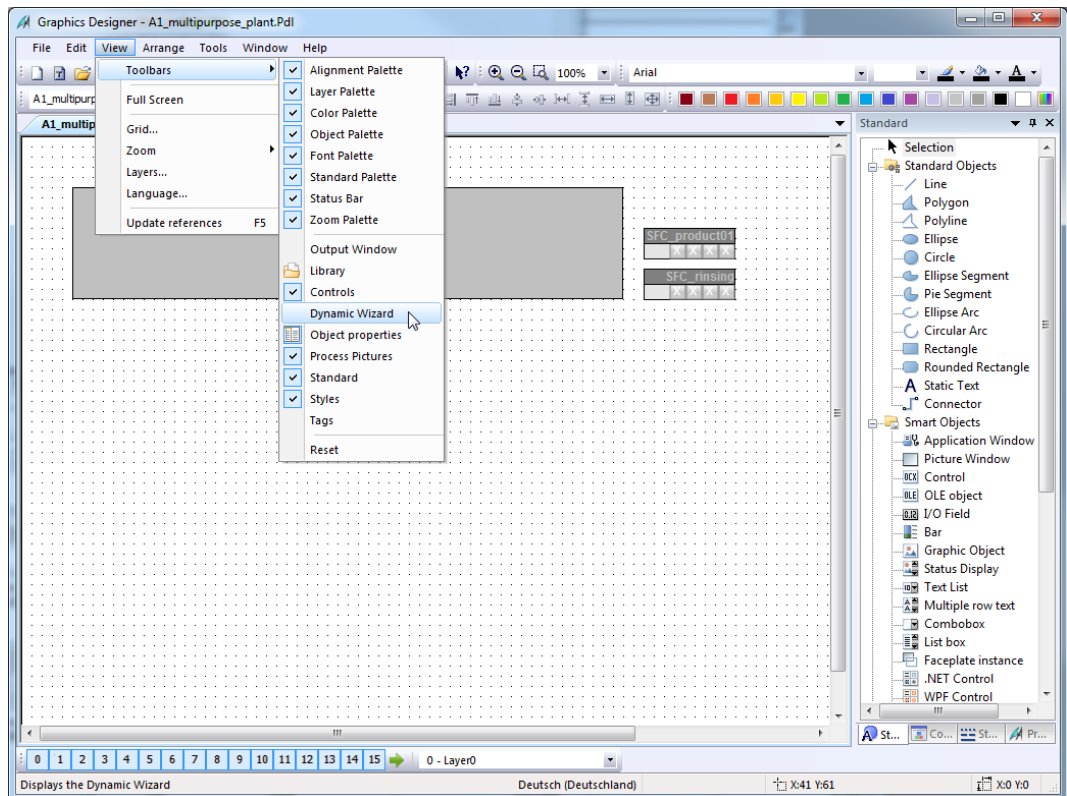 Graphics Designer - A1_multipurpose_plant.Pdl
File Edit View Arrange Tools Window Help
100% Arial
A1_multipurp
A1_multip
Toolbars
Full Screen
Grid...
Zoom
Layers...
Language...
Update references F5
Alignment Palette
Layer Palette
Color Palette
Object Palette
Font Palette
Standard Palette
Status Bar
Zoom Palette
Output Window
Library
Controls
Dynamic Wizard
Object properties
Process Pictures
Standard
Styles
Tags
Reset
SFC_product01
X X X X
SFC_rinsing
X X X X
Standard
Selection
Standard Objects
Line
Polygon
Polyline
Ellipse
Circle
Ellipse Segment
Pie Segment
Ellipse Arc
Circular Arc
Rectangle
Rounded Rectangle
A Static Text
Connector
Smart Objects
Application Window
Picture Window
OCX Control
OLE OLE object
0.12 I/O Field
Bar
Graphic Object
Status Display
Text List
Multiple row text
Combobox
List box
Faceplate instance
.NET Control
WPF Control
St... Co... St... Pr...
0 1 2 3 4 5 6 7 8 9 10 11 12 13 14 15 0 - Layer0
Displays the Dynamic Wizard Deutsch (Deutschland) X:41 Y:61 X:0 Y:0